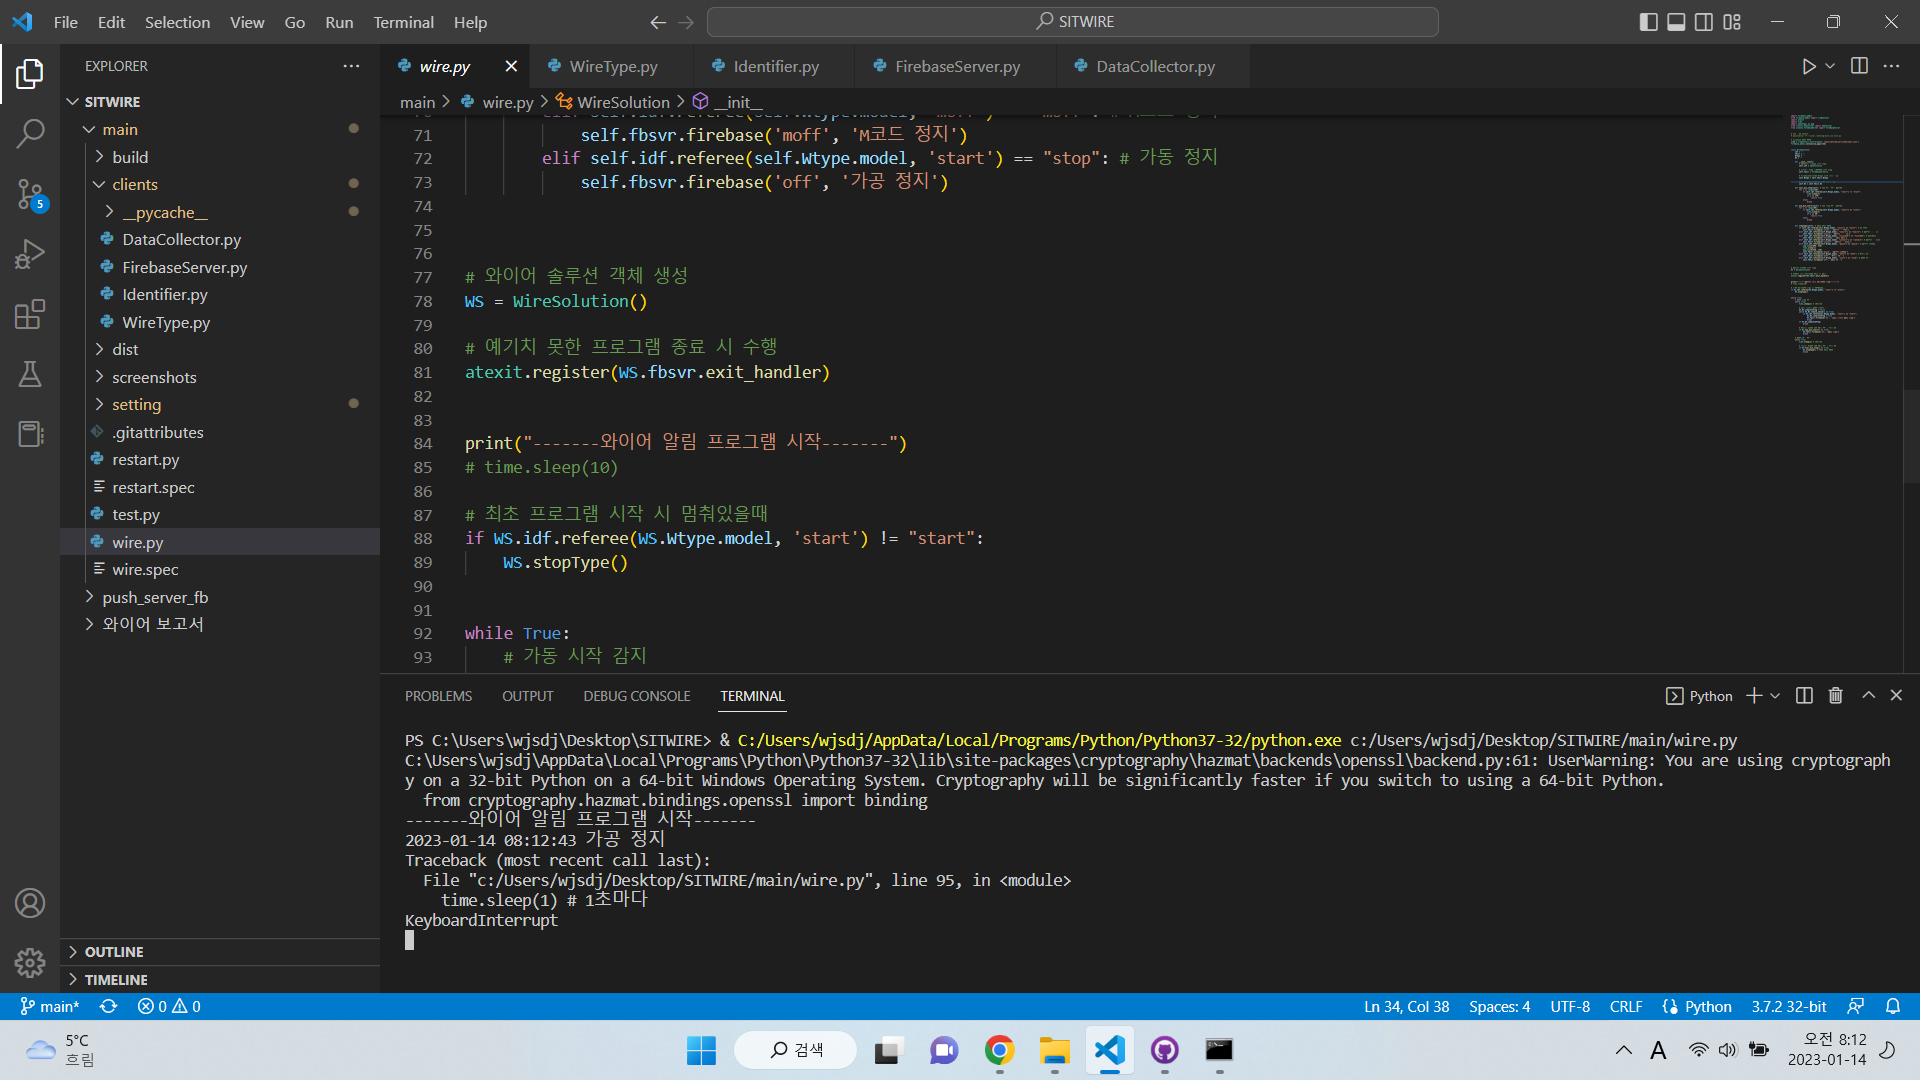 File Edit Selection View Go Run Terminal Help
SITWIRE
EXPLORER
SITWIRE
main
build
clients
__pycache__
DataCollector.py
FirebaseServer.py
Identifier.py
WireType.py
dist
screenshots
setting
.gitattributes
restart.py
restart.spec
test.py
wire.py
wire.spec
push_server_fb
와이어 보고서
OUTLINE
TIMELINE
5
wire.py WireType.py Identifier.py FirebaseServer.py DataCollector.py
main > wire.py > WireSolution > __init__
71 self.fbsvr.firebase('moff', 'M코드 정지')
72 elif self.idf.referee(self.Wtype.model, 'start') == "stop": # 가동 정지
73 self.fbsvr.firebase('off', '가공 정지')
74
75
76
77 # 와이어 솔루션 객체 생성
78 WS = WireSolution()
79
80 # 예기치 못한 프로그램 종료 시 수행
81 atexit.register(WS.fbsvr.exit_handler)
82
83
84 print("-------와이어 알림 프로그램 시작-------")
85 # time.sleep(10)
86
87 # 최초 프로그램 시작 시 멈춰있을때
88 if WS.idf.referee(WS.Wtype.model, 'start') != "start":
89 WS.stopType()
90
91
92 while True:
93 # 가동 시작 감지
PROBLEMS OUTPUT DEBUG CONSOLE TERMINAL
Python
PS C:\Users\wjsdj\Desktop\SITWIRE> & C:/Users/wjsdj/AppData/Local/Programs/Python/Python37-32/python.exe c:/Users/wjsdj/Desktop/SITWIRE/main/wire.py
C:\Users\wjsdj\AppData\Local\Programs\Python\Python37-32\lib\site-packages\cryptography\hazmat\backends\openssl\backend.py:61: UserWarning: You are using cryptograph
y on a 32-bit Python on a 64-bit Windows Operating System. Cryptography will be significantly faster if you switch to using a 64-bit Python.
from cryptography.hazmat.bindings.openssl import binding
-------와이어 알림 프로그램 시작-------
2023-01-14 08:12:43 가공 정지
Traceback (most recent call last):
File "c:/Users/wjsdj/Desktop/SITWIRE/main/wire.py", line 95, in <module>
time.sleep(1) # 1초마다
KeyboardInterrupt
main* 0 0 Ln 34, Col 38 Spaces: 4 UTF-8 CRLF Python 3.7.2 32-bit
5°C
흐림
검색
A
오전 8:12
2023-01-14